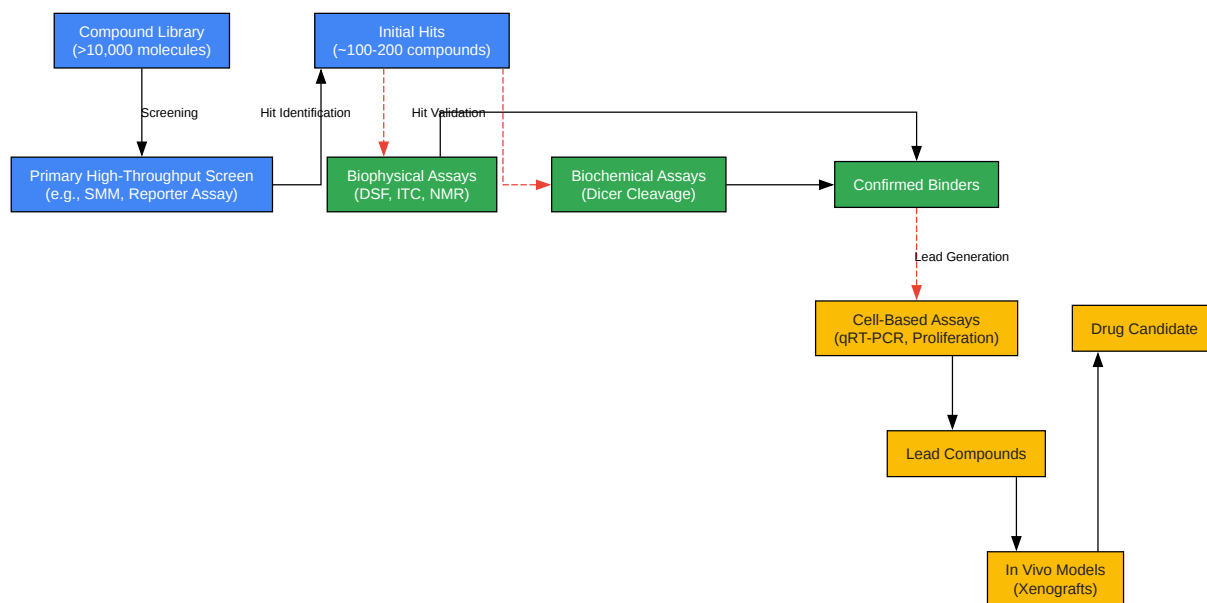 Compound Library
(>10,000 molecules)
Initial Hits
(~100-200 compounds)
Screening
Hit Identification
Hit Validation
Primary High-Throughput Screen
(e.g., SMM, Reporter Assay)
Biophysical Assays
(DSF, ITC, NMR)
Biochemical Assays
(Dicer Cleavage)
Confirmed Binders
Lead Generation
Cell-Based Assays
(qRT-PCR, Proliferation)
Drug Candidate
Lead Compounds
In Vivo Models
(Xenografts)